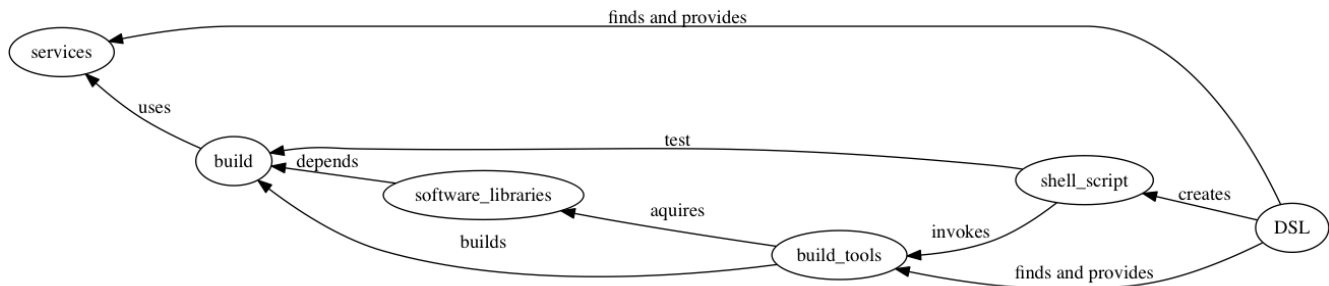 finds and provides
services
uses
test
build
depends
shell_script
software_libraries
creates
aquires
DSL
invokes
builds
build_tools
finds and provides